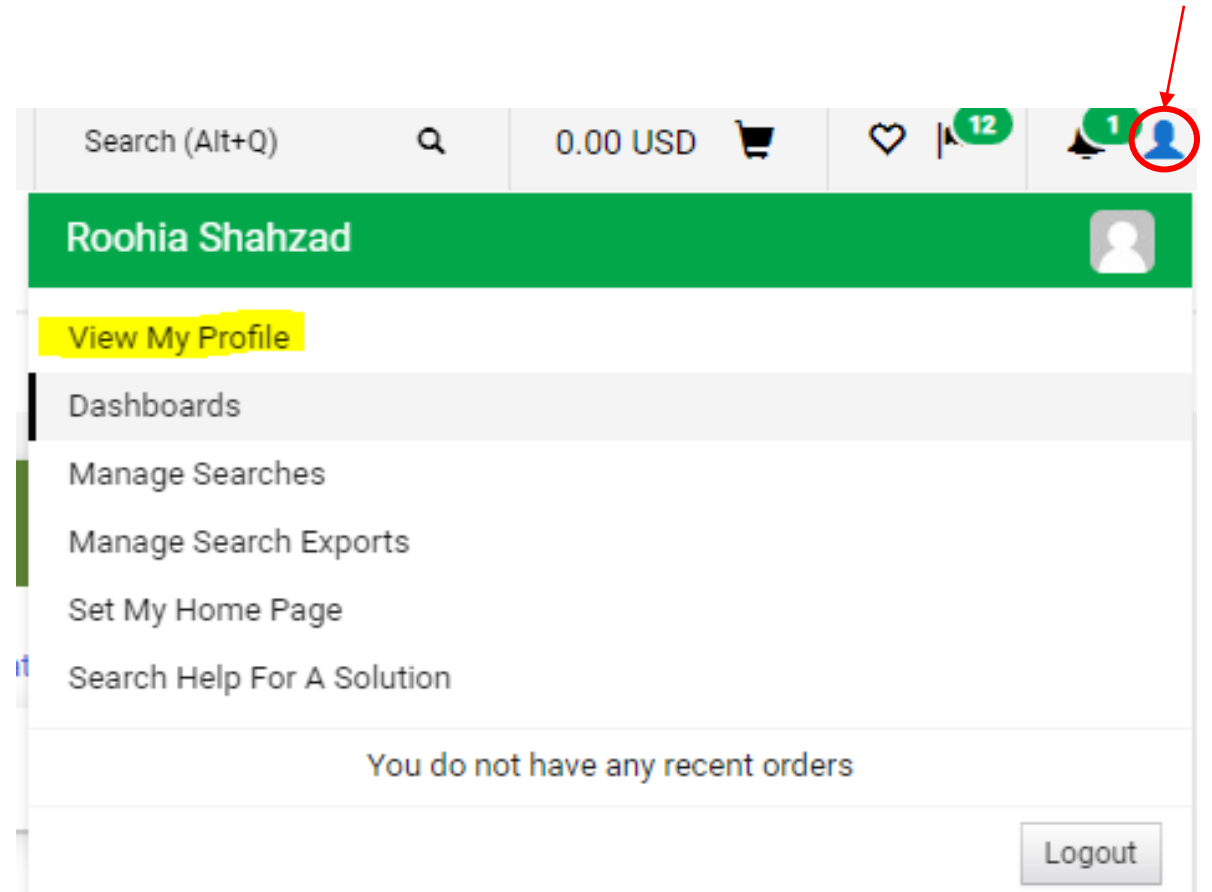 Search (Alt+Q) 0.00 USD 12 1
Roohia Shahzad
View My Profile
Dashboards
Manage Searches
Manage Search Exports
Set My Home Page
at Search Help For A Solution
You do not have any recent orders
Logout